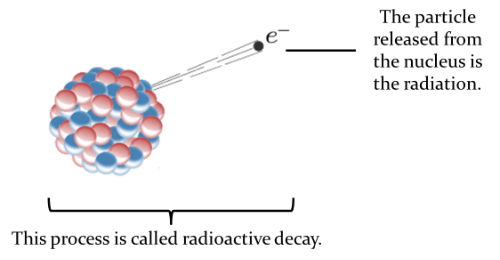 e⁻
The particle
released from
the nucleus is
the radiation.
This process is called radioactive decay.